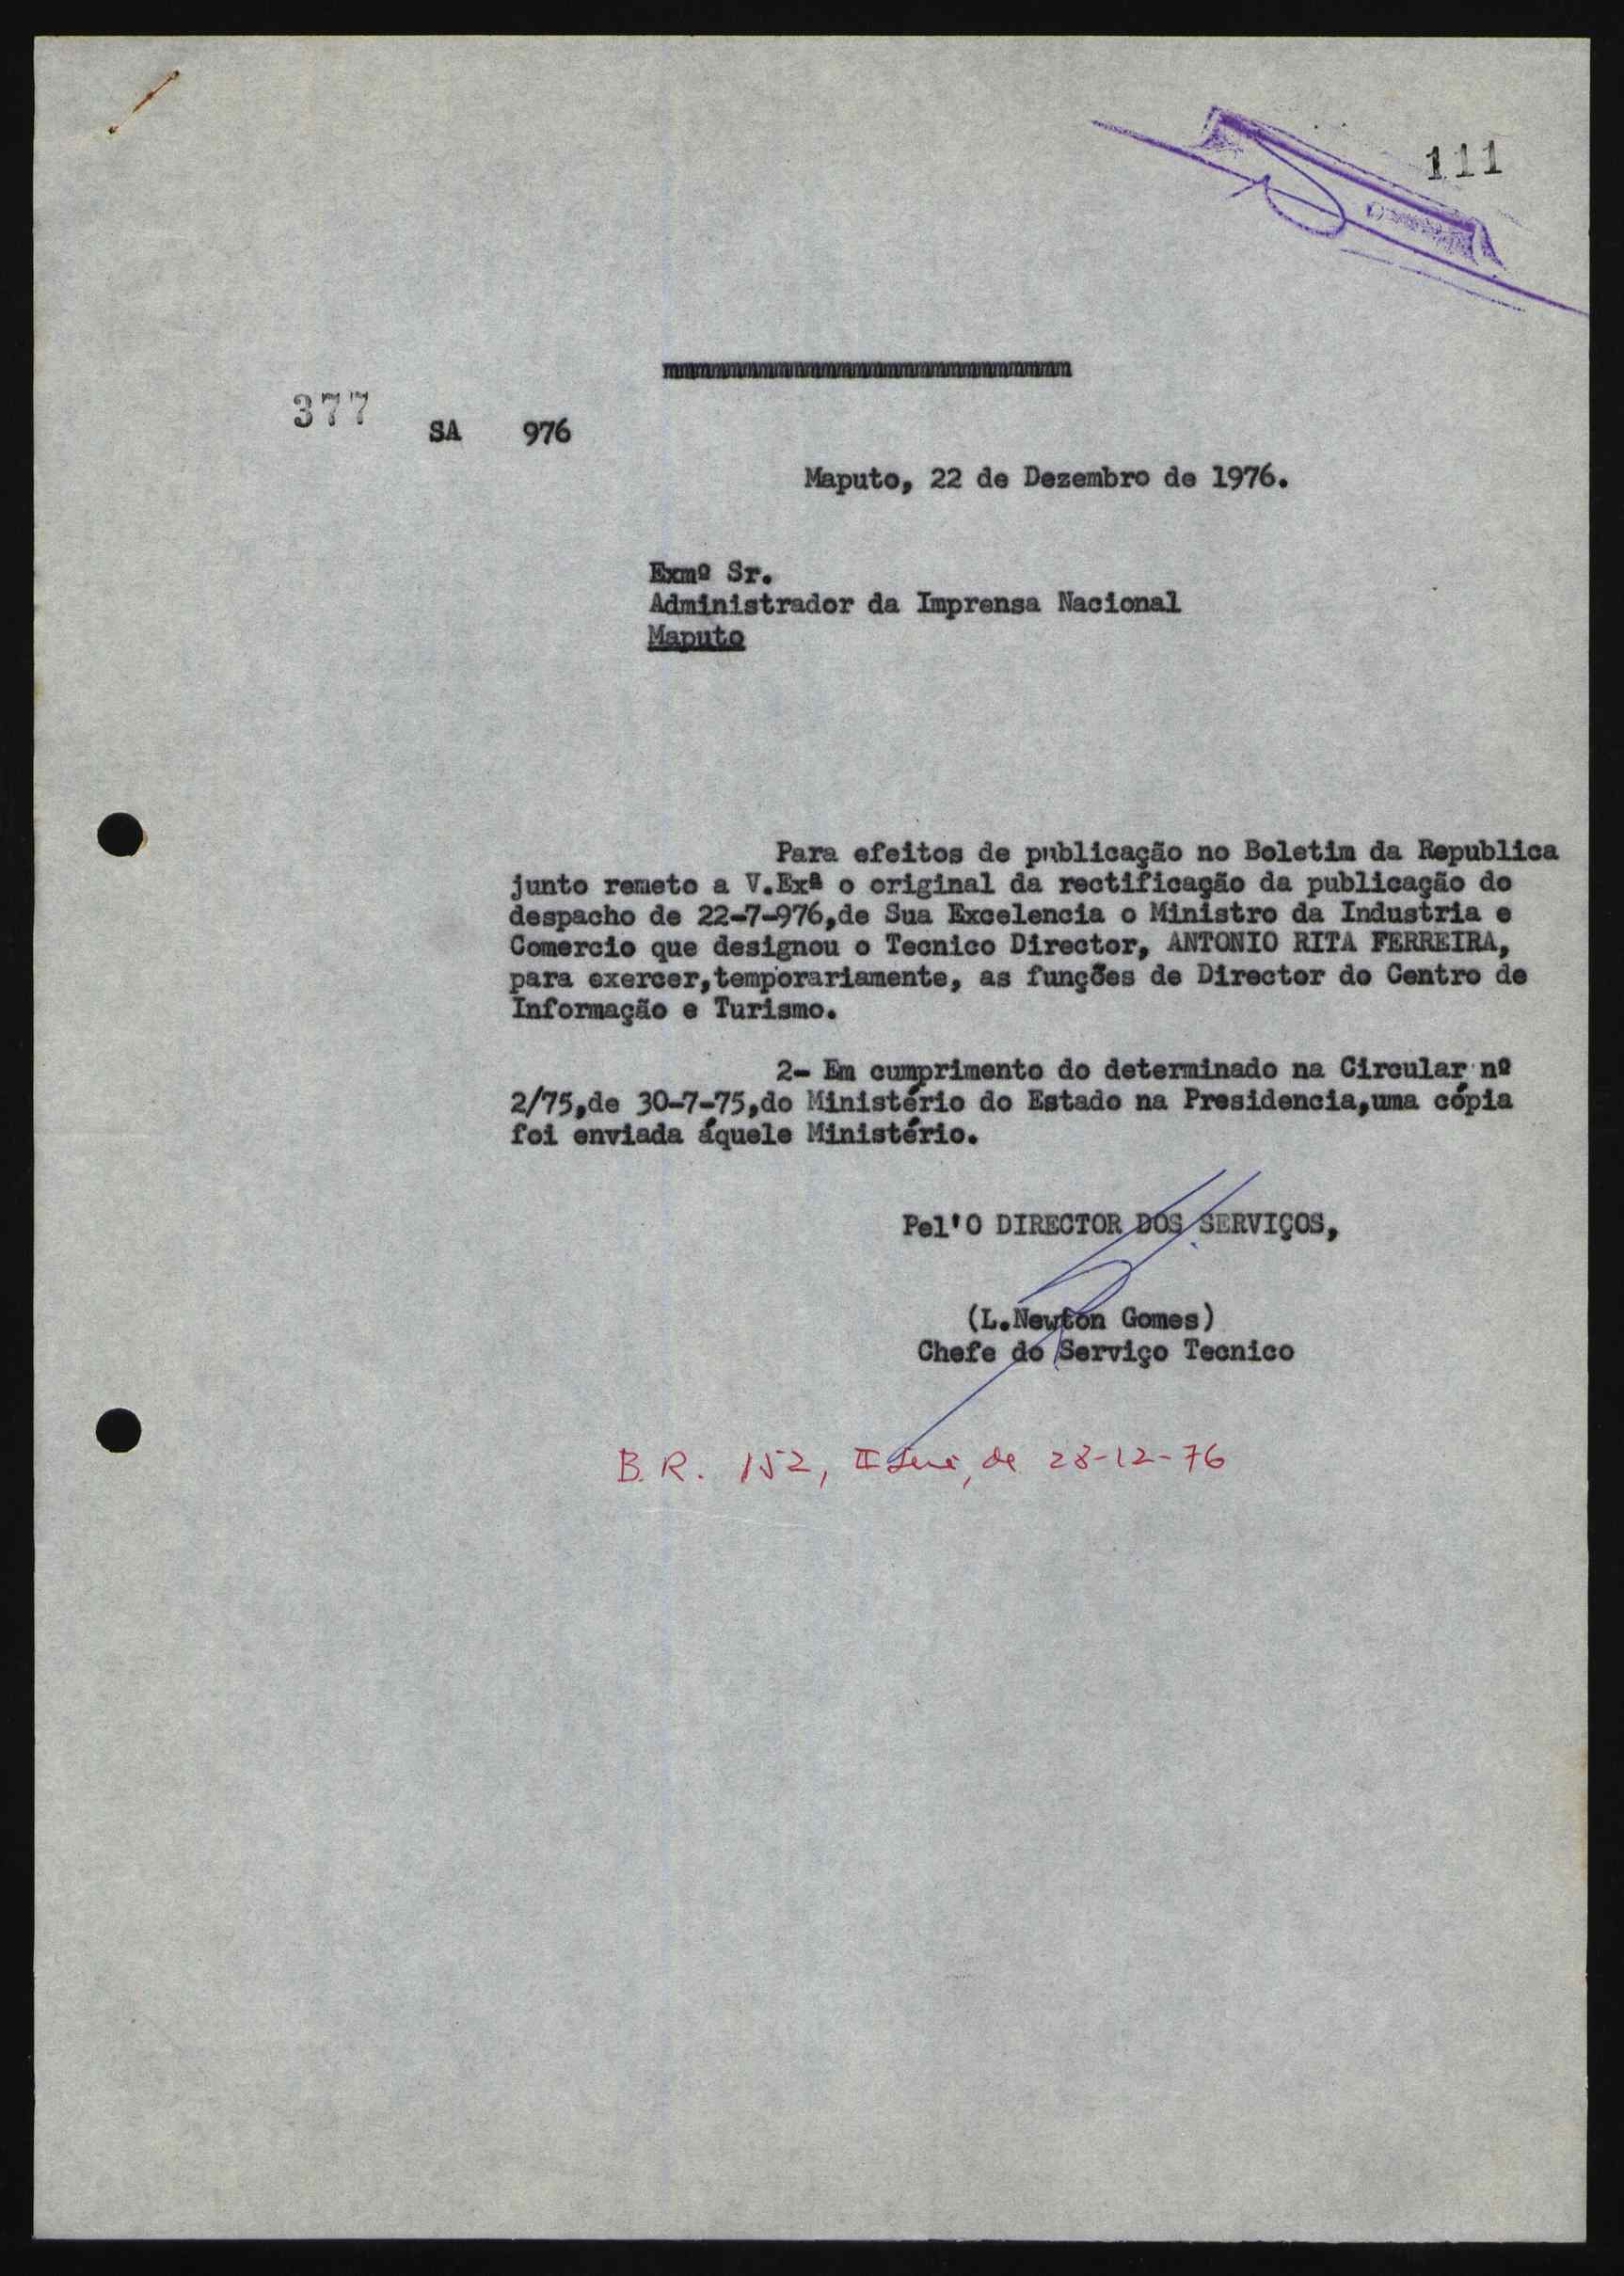 111
377 SA 976
Maputo, 22 de Dezembro de 1976.
Exmº Sr.
Administrador da Imprensa Nacional
Maputo
Para efeitos de publicação no Boletim da Republica
junto remeto a V.Exª o original da rectificação da publicação do
despacho de 22-7-976,de Sua Excelencia o Ministro da Industria e
Comercio que designou o Tecnico Director, ANTONIO RITA FERREIRA,
para exercer,temporariamente, as funções de Director do Centro de
Informação e Turismo.
2- Em cumprimento do determinado na Circular nº
2/75,de 30-7-75,do Ministério do Estado na Presidencia,uma cópia
foi enviada áquele Ministério.
Pel'O DIRECTOR DOS SERVIÇOS,
(L.Newton Gomes)
Chefe do Serviço Tecnico
B.R. 152, II , de 28-12-76